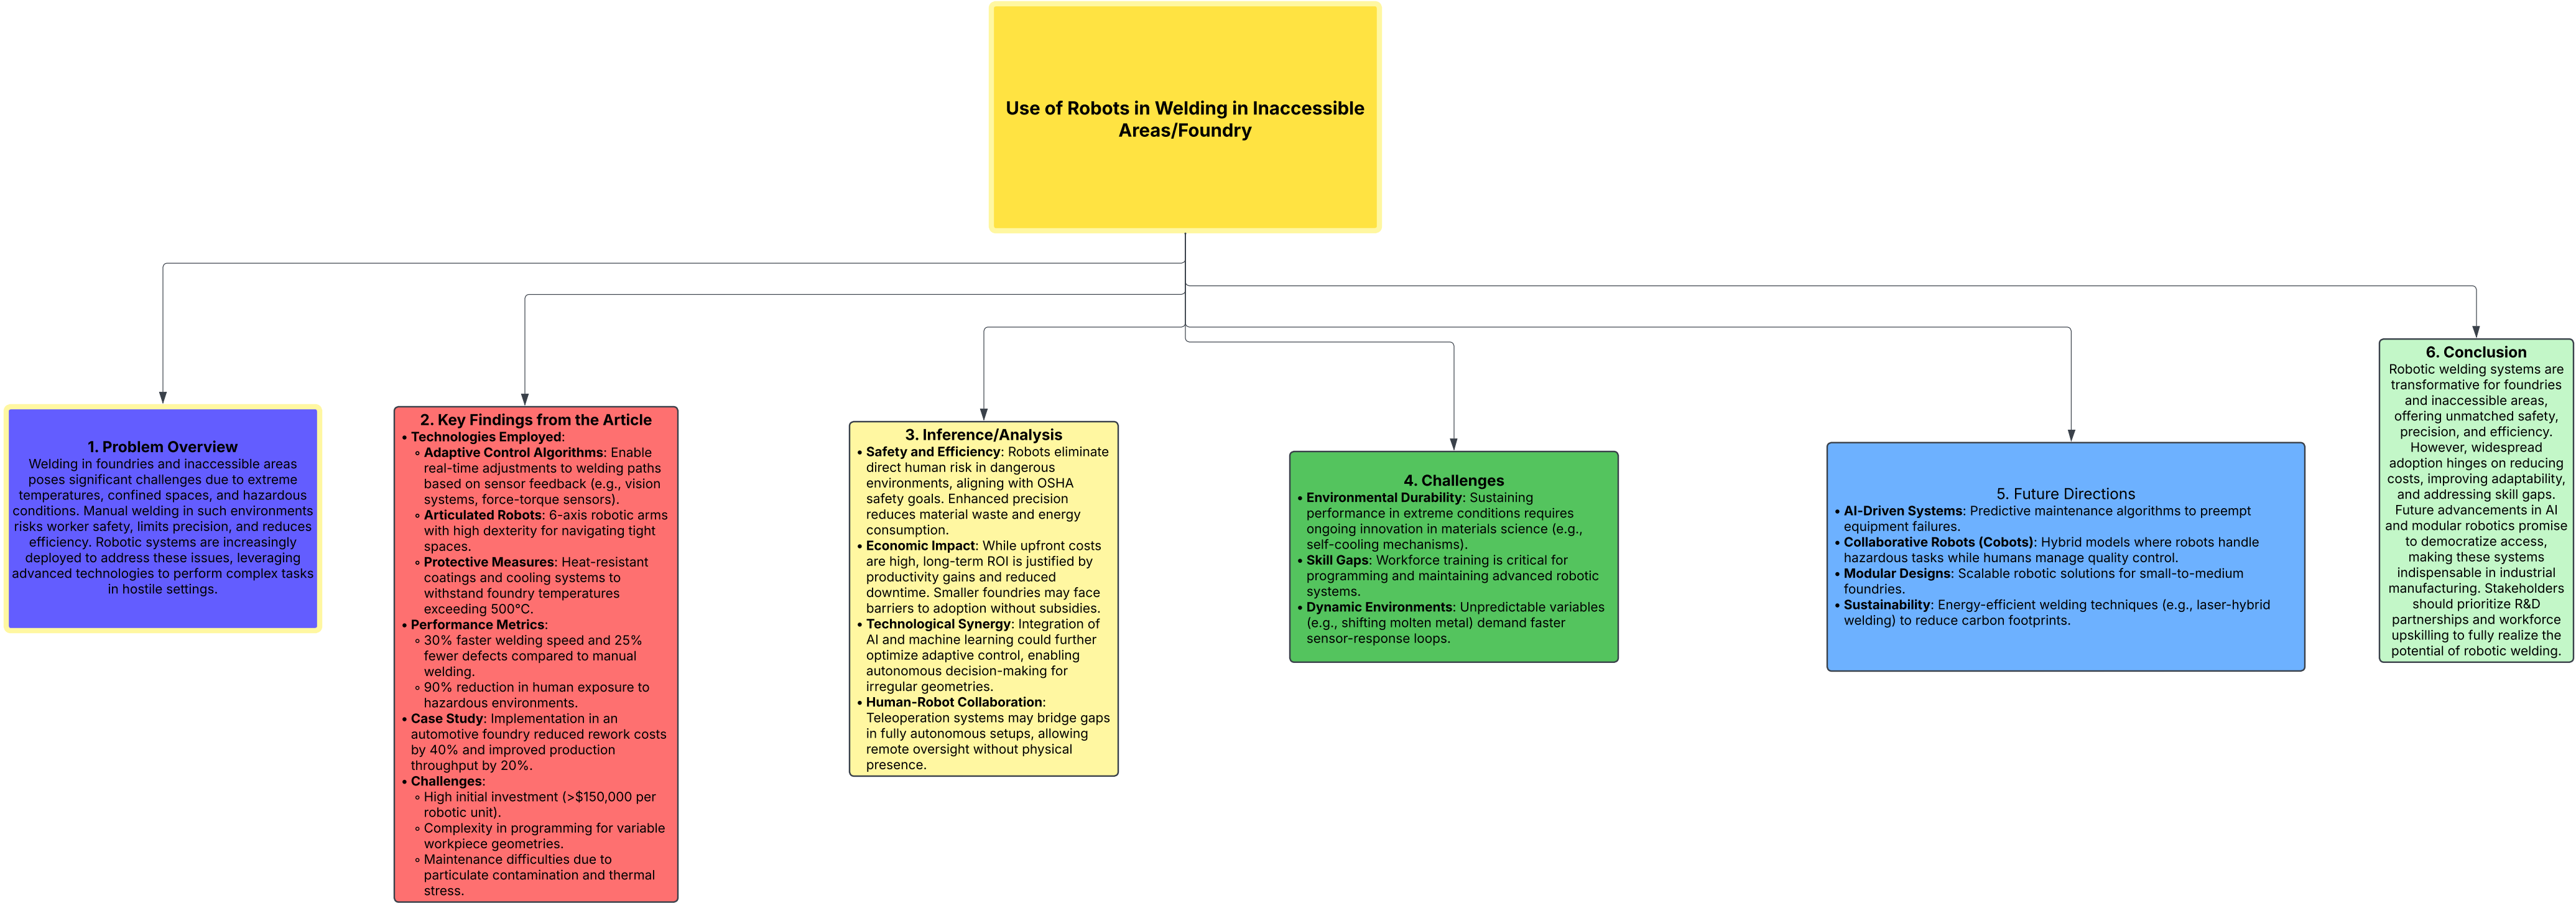 Use of Robots in Welding in Inaccessible
Areas/Foundry
1. Problem Overview
Welding in foundries and inaccessible areas
poses significant challenges due to extreme
temperatures, confined spaces, and hazardous
conditions. Manual welding in such environments
risks worker safety, limits precision, and reduces
efficiency. Robotic systems are increasingly
deployed to address these issues, leveraging
advanced technologies to perform complex tasks
in hostile settings.
2. Key Findings from the Article
• Technologies Employed:
◦ Adaptive Control Algorithms: Enable
real-time adjustments to welding paths
based on sensor feedback (e.g., vision
systems, force-torque sensors).
◦ Articulated Robots: 6-axis robotic arms
with high dexterity for navigating tight
spaces.
◦ Protective Measures: Heat-resistant
coatings and cooling systems to
withstand foundry temperatures
exceeding 500°C.
• Performance Metrics:
◦ 30% faster welding speed and 25%
fewer defects compared to manual
welding.
◦ 90% reduction in human exposure to
hazardous environments.
• Case Study: Implementation in an
automotive foundry reduced rework costs
by 40% and improved production
throughput by 20%.
• Challenges:
◦ High initial investment (>$150,000 per
robotic unit).
◦ Complexity in programming for variable
workpiece geometries.
◦ Maintenance difficulties due to
particulate contamination and thermal
stress.
3. Inference/Analysis
• Safety and Efficiency: Robots eliminate
direct human risk in dangerous
environments, aligning with OSHA
safety goals. Enhanced precision
reduces material waste and energy
consumption.
• Economic Impact: While upfront costs
are high, long-term ROI is justified by
productivity gains and reduced
downtime. Smaller foundries may face
barriers to adoption without subsidies.
• Technological Synergy: Integration of
AI and machine learning could further
optimize adaptive control, enabling
autonomous decision-making for
irregular geometries.
• Human-Robot Collaboration:
Teleoperation systems may bridge gaps
in fully autonomous setups, allowing
remote oversight without physical
presence.
4. Challenges
• Environmental Durability: Sustaining
performance in extreme conditions requires
ongoing innovation in materials science (e.g.,
self-cooling mechanisms).
• Skill Gaps: Workforce training is critical for
programming and maintaining advanced robotic
systems.
• Dynamic Environments: Unpredictable variables
(e.g., shifting molten metal) demand faster
sensor-response loops.
5. Future Directions
• AI-Driven Systems: Predictive maintenance algorithms to preempt
equipment failures.
• Collaborative Robots (Cobots): Hybrid models where robots handle
hazardous tasks while humans manage quality control.
• Modular Designs: Scalable robotic solutions for small-to-medium
foundries.
• Sustainability: Energy-efficient welding techniques (e.g., laser-hybrid
welding) to reduce carbon footprints.
6. Conclusion
Robotic welding systems are
transformative for foundries
and inaccessible areas,
offering unmatched safety,
precision, and efficiency.
However, widespread
adoption hinges on reducing
costs, improving adaptability,
and addressing skill gaps.
Future advancements in AI
and modular robotics promise
to democratize access,
making these systems
indispensable in industrial
manufacturing. Stakeholders
should prioritize R&D
partnerships and workforce
upskilling to fully realize the
potential of robotic welding.